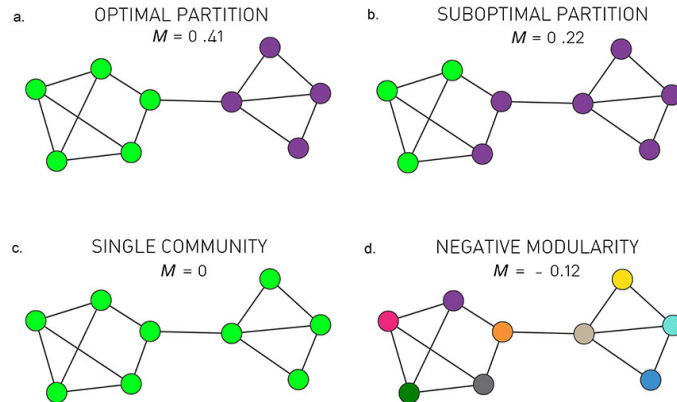 a.
OPTIMAL PARTITION
M = 0 .41
b.
SUBOPTIMAL PARTITION
M = 0 .22
c.
SINGLE COMMUNITY
M = 0
d.
NEGATIVE MODULARITY
M = - 0.12